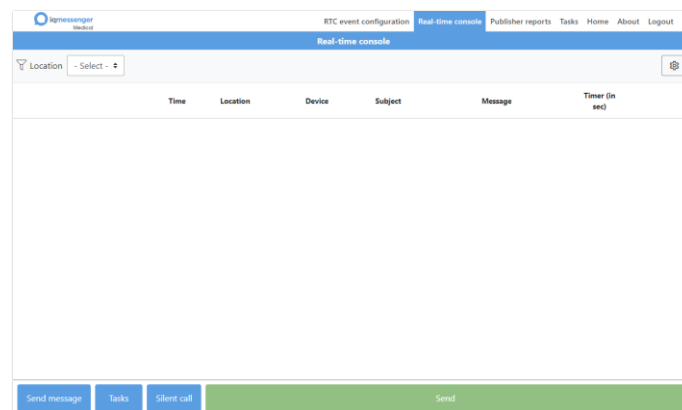 iqmessenger
Medical
RTC event configuration Real-time console Publisher reports Tasks Home About Logout
Real-time console
Location - Select -
Time Location Device Subject Message Timer (in
sec)
Send message Tasks Silent call Send